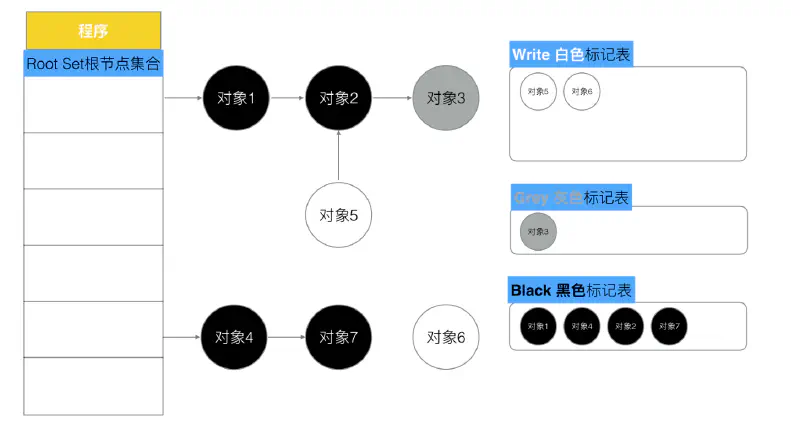 程序
Root Set根节点集合
对象1
对象2
对象3
对象5
对象4
对象7
对象6
Write 白色标记表
对象5
对象6
Grey 灰色标记表
对象3
Black 黑色标记表
对象1
对象4
对象2
对象7